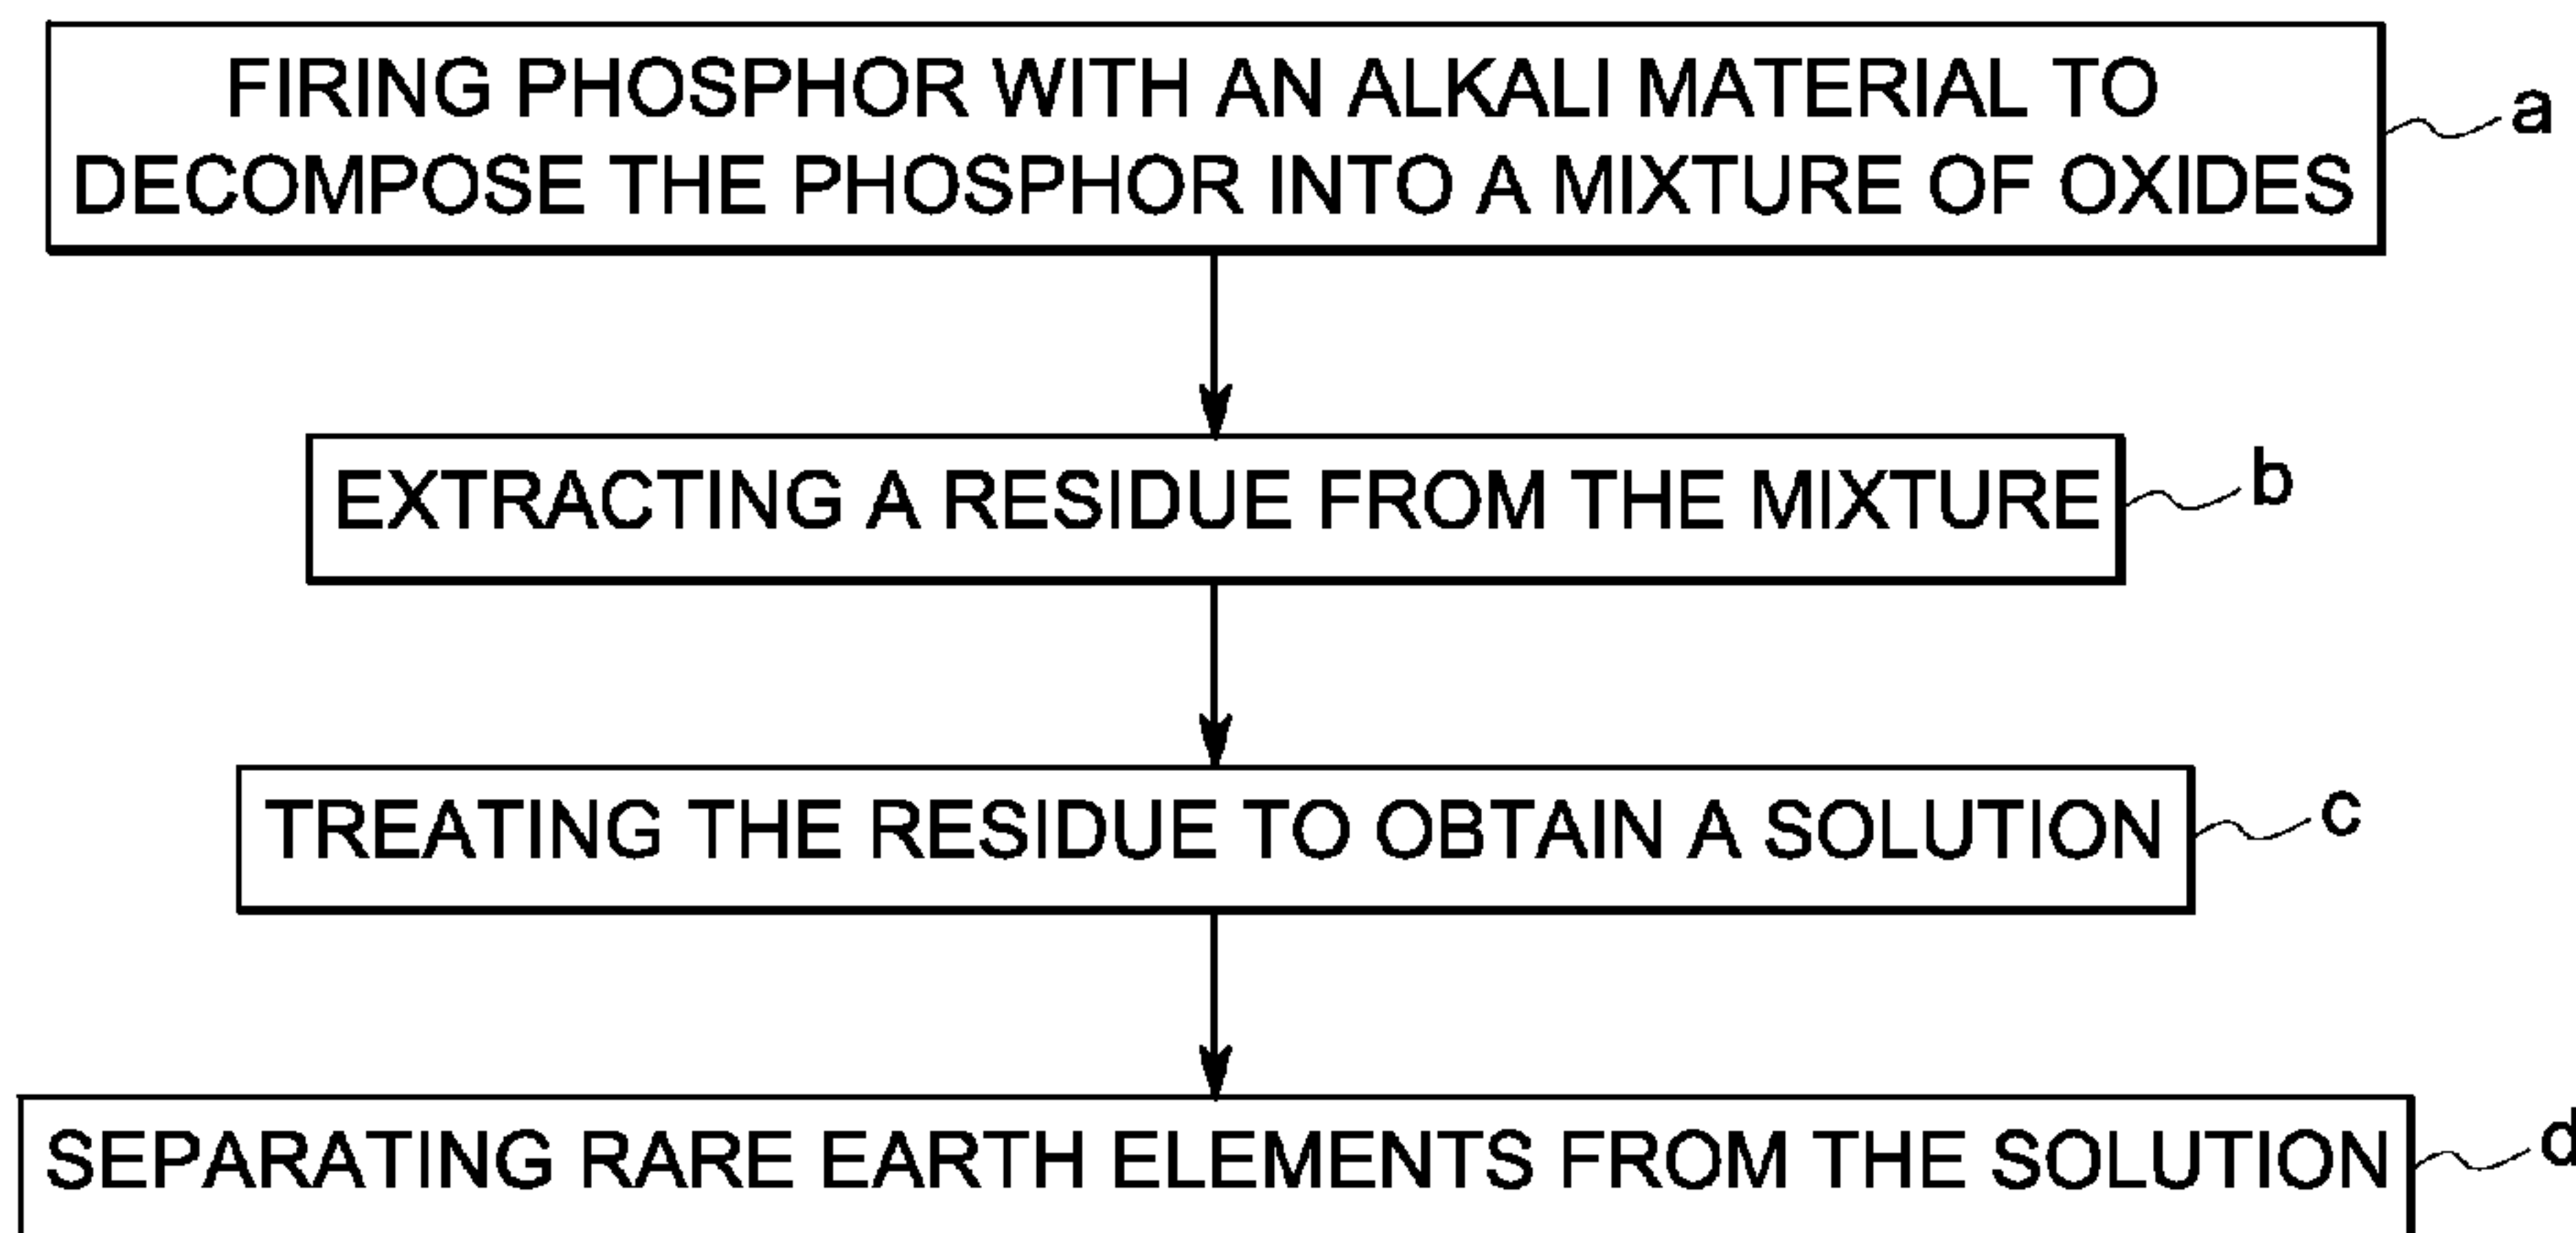 FIRING PHOSPHOR WITH AN ALKALI MATERIAL TO
DECOMPOSE THE PHOSPHOR INTO A MIXTURE OF OXIDES
a
EXTRACTING A RESIDUE FROM THE MIXTURE
b
TREATING THE RESIDUE TO OBTAIN A SOLUTION
c
SEPARATING RARE EARTH ELEMENTS FROM THE SOLUTION
d